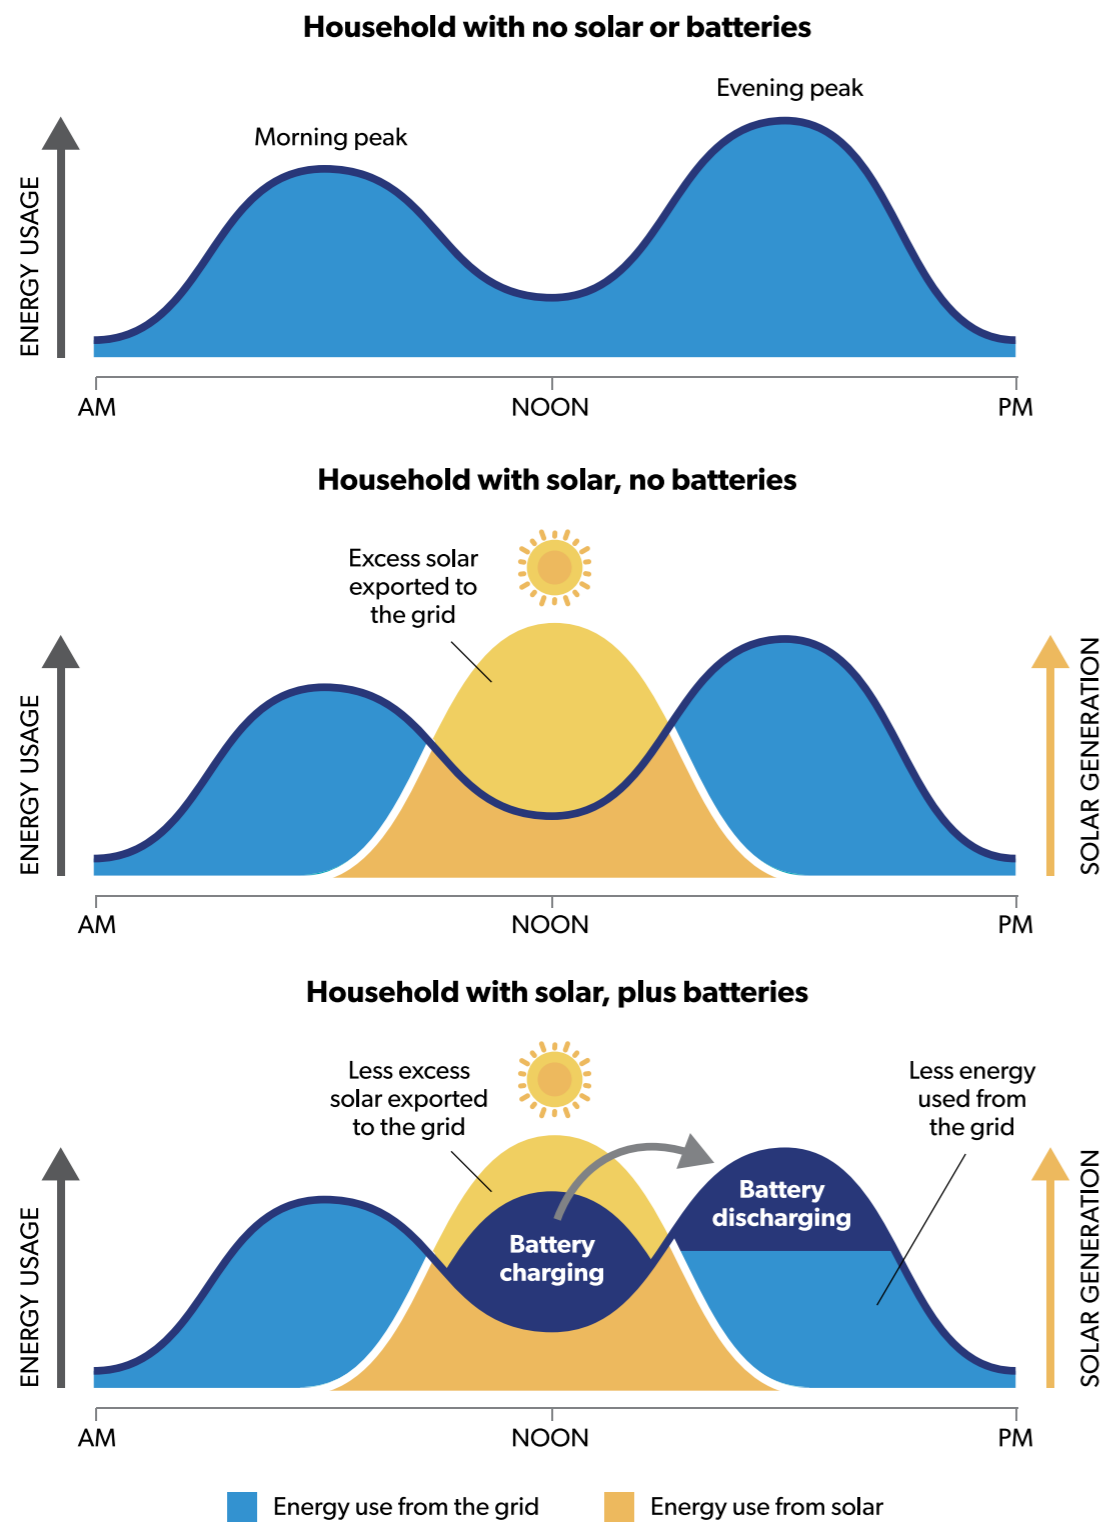 Household with no solar or batteries
Evening peak
Morning peak
ENERGY USAGE
AM
NOON
PM
Household with solar, no batteries
Excess solar
exported to
the grid
ENERGY USAGE
SOLAR GENERATION
AM
NOON
PM
Household with solar, plus batteries
Less excess
solar exported
to the grid
Less energy
used from
the grid
Battery
discharging
Battery
charging
ENERGY USAGE
SOLAR GENERATION
AM
NOON
PM
Energy use from the grid
Energy use from solar